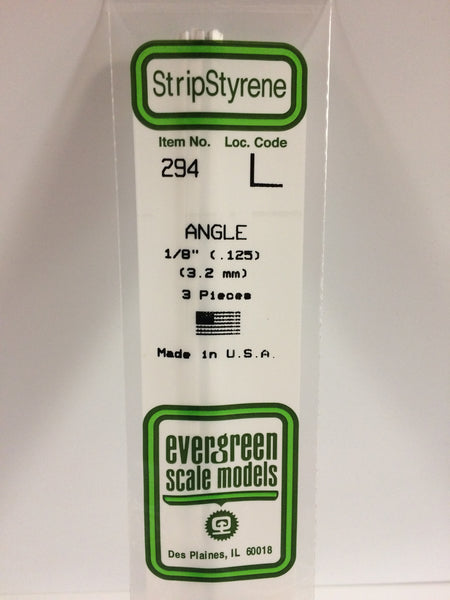 StripStyrene
Item No. Loc. Code
294 L
ANGLE
1/8" (.125)
(3.2 mm)
3 Pieces
Made in U.S.A.
evergreen
scale models
Des Plaines, IL 60018